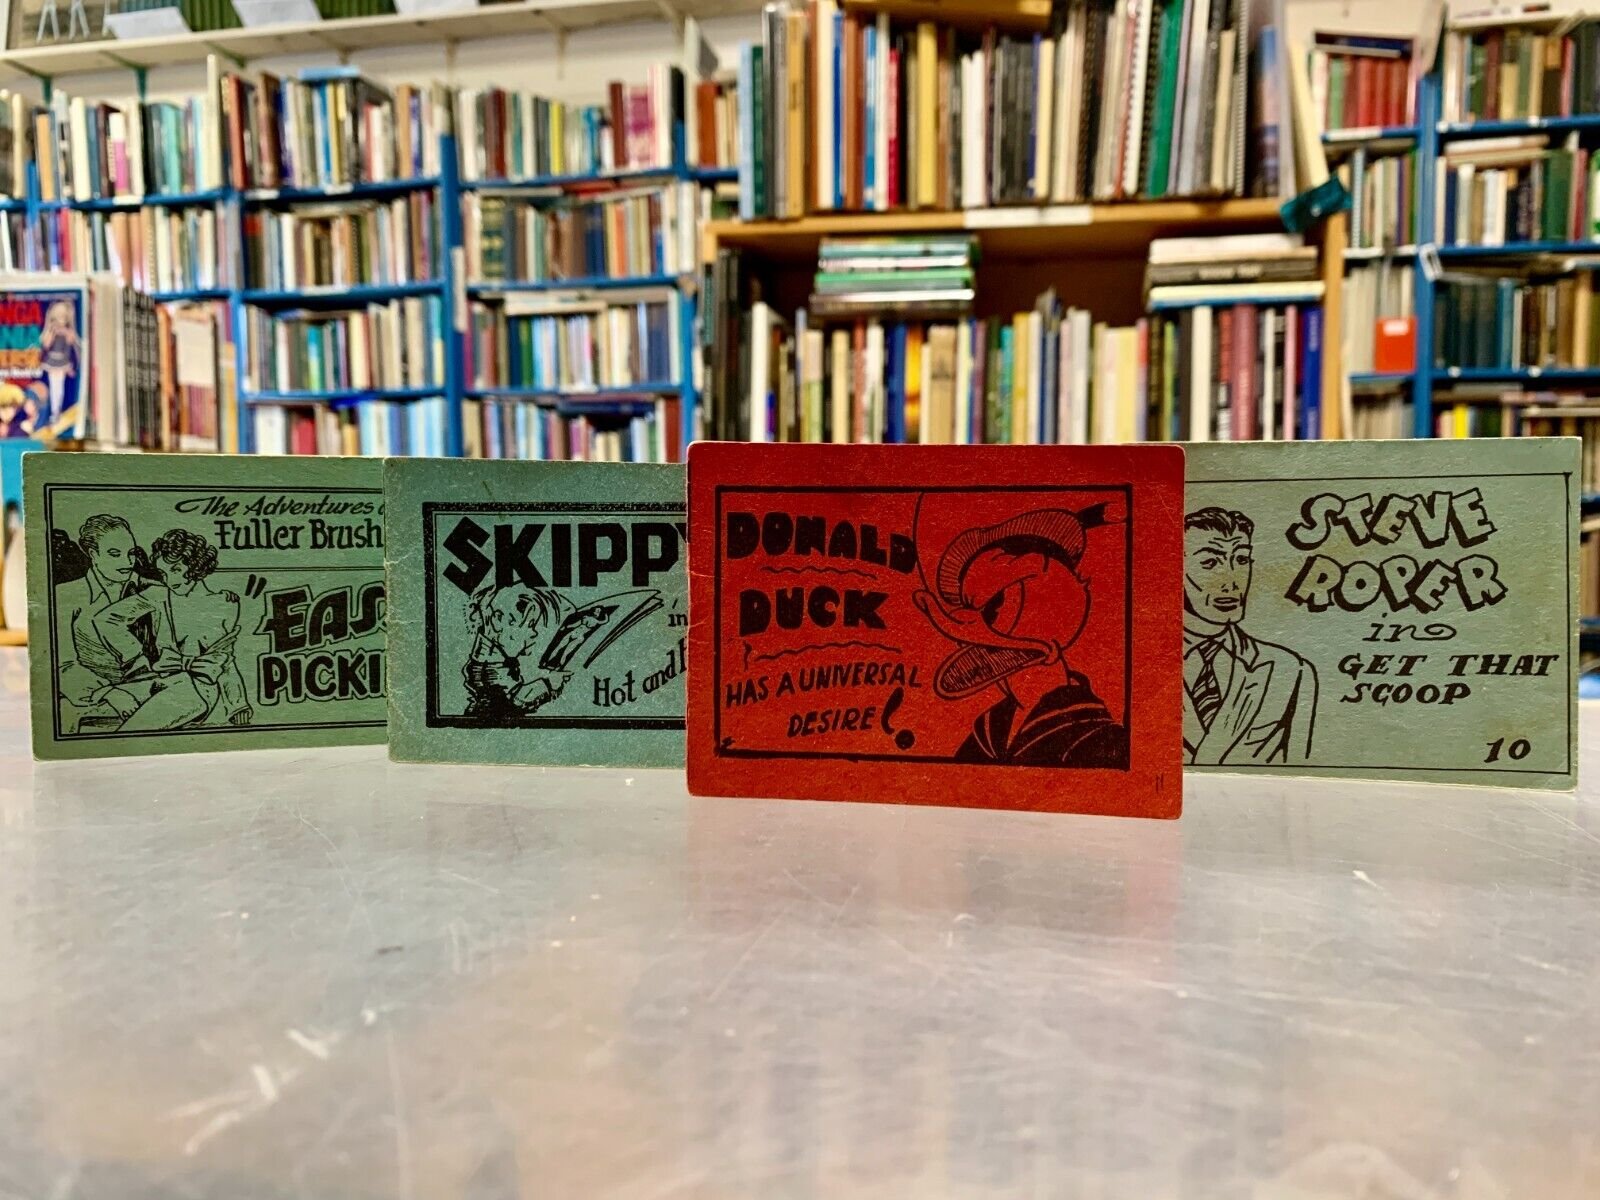 The Adventures
Fuller Brush
"EAS
PICKI
SKIPPY
in
Hot and
DONALD
DUCK
HAS A UNIVERSAL
DESIRE!
11
STEVE
ROPER
in
GET THAT
SCOOP
10